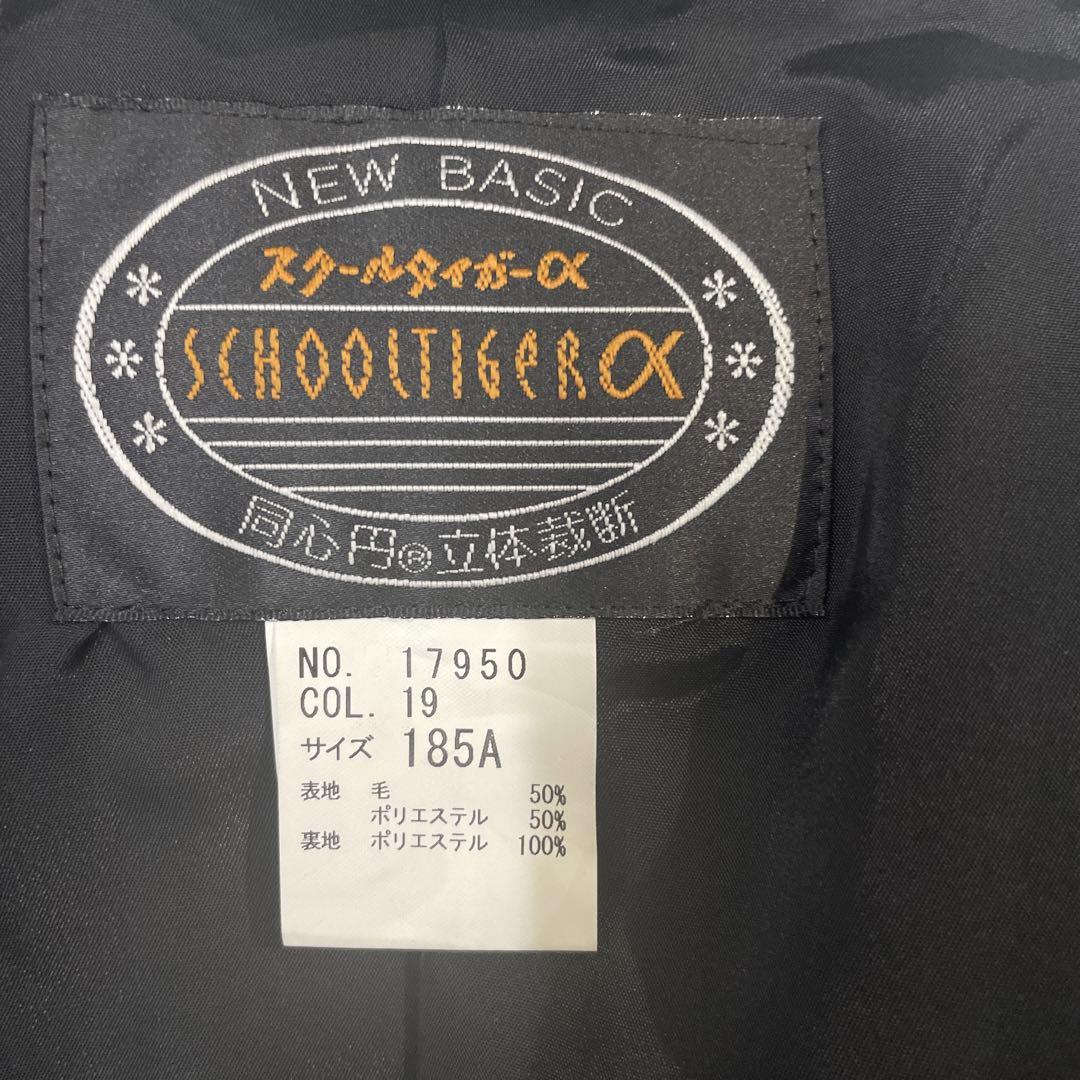 NEW BASIC
スクールタイガーα
SCHOOLTIGERα
同心円®立体裁断
NO. 17950
COL. 19
サイズ 185A
表地 毛 50%
ポリエステル 50%
裏地 ポリエステル 100%